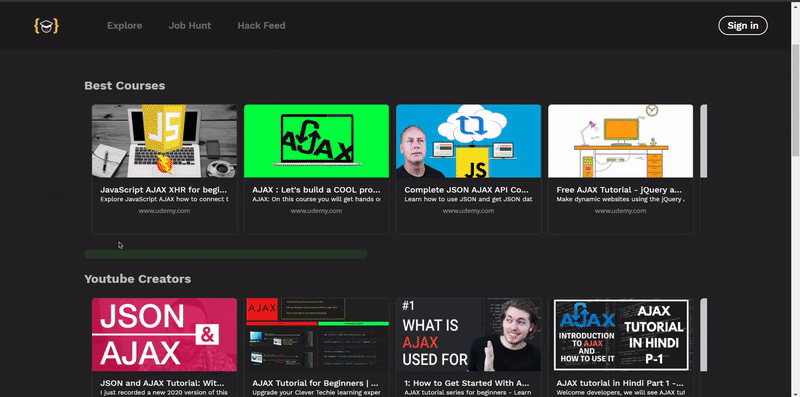 Explore Job Hunt Hack Feed Sign in
Best Courses
JS
AJAX
JS
JavaScript AJAX XHR for begi...
Explore JavaScript AJAX how to connect t
www.udemy.com
AJAX : Let's build a COOL pro...
AJAX: On this course you will get hands o
www.udemy.com
Complete JSON AJAX API Co...
Learn how to use JSON and get JSON dat
www.udemy.com
Free AJAX Tutorial - jQuery a...
Make dynamic websites using the jQuery
www.udemy.com
Youtube Creators
JSON
&
AJAX
AJAX
#1
WHAT IS
AJAX
USED FOR
AJAX
INTRODUCTION
TO AJAX
AND
HOW TO USE IT
AJAX
TUTORIAL
IN HINDI
P-1
JSON and AJAX Tutorial: Wit...
I just recorded a new 2020 version of this
AJAX Tutorial for Beginners | ...
Upgrade your Clever Techie learning exper
1: How to Get Started With A...
AJAX tutorial series for beginners - Learn
AJAX tutorial in Hindi Part 1 -...
Welcome developers, we will see AJAX tut